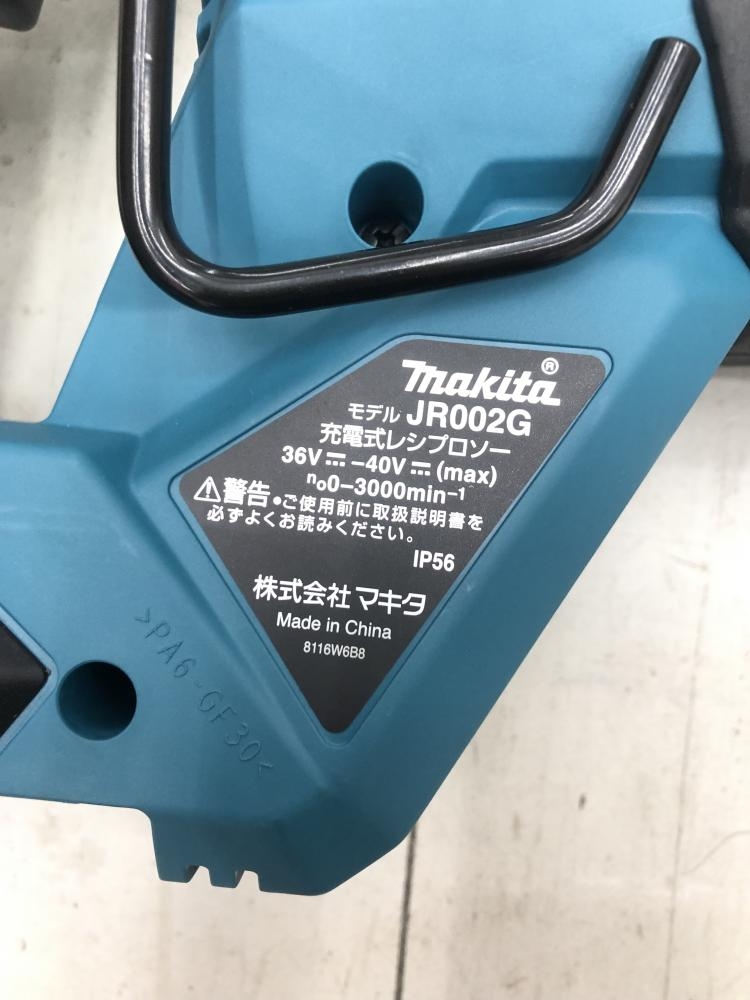 makita®
モデル JR002G
充電式レシプロソー
36V⎓-40V⎓(max)
n₀0-3000min⁻¹
⚠警告●ご使用前に取扱説明書を
必ずよくお読みください。
IP56
株式会社マキタ
Made in China
8116W6B8
>PA6-GF30<